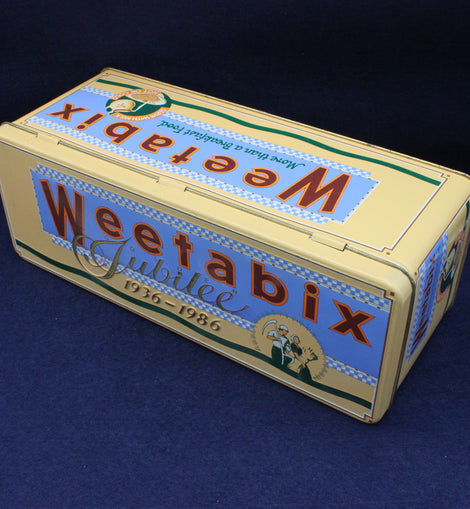 Weetabix
More than a Breakfast Food
Weetabix
Jubilee
1936-1986